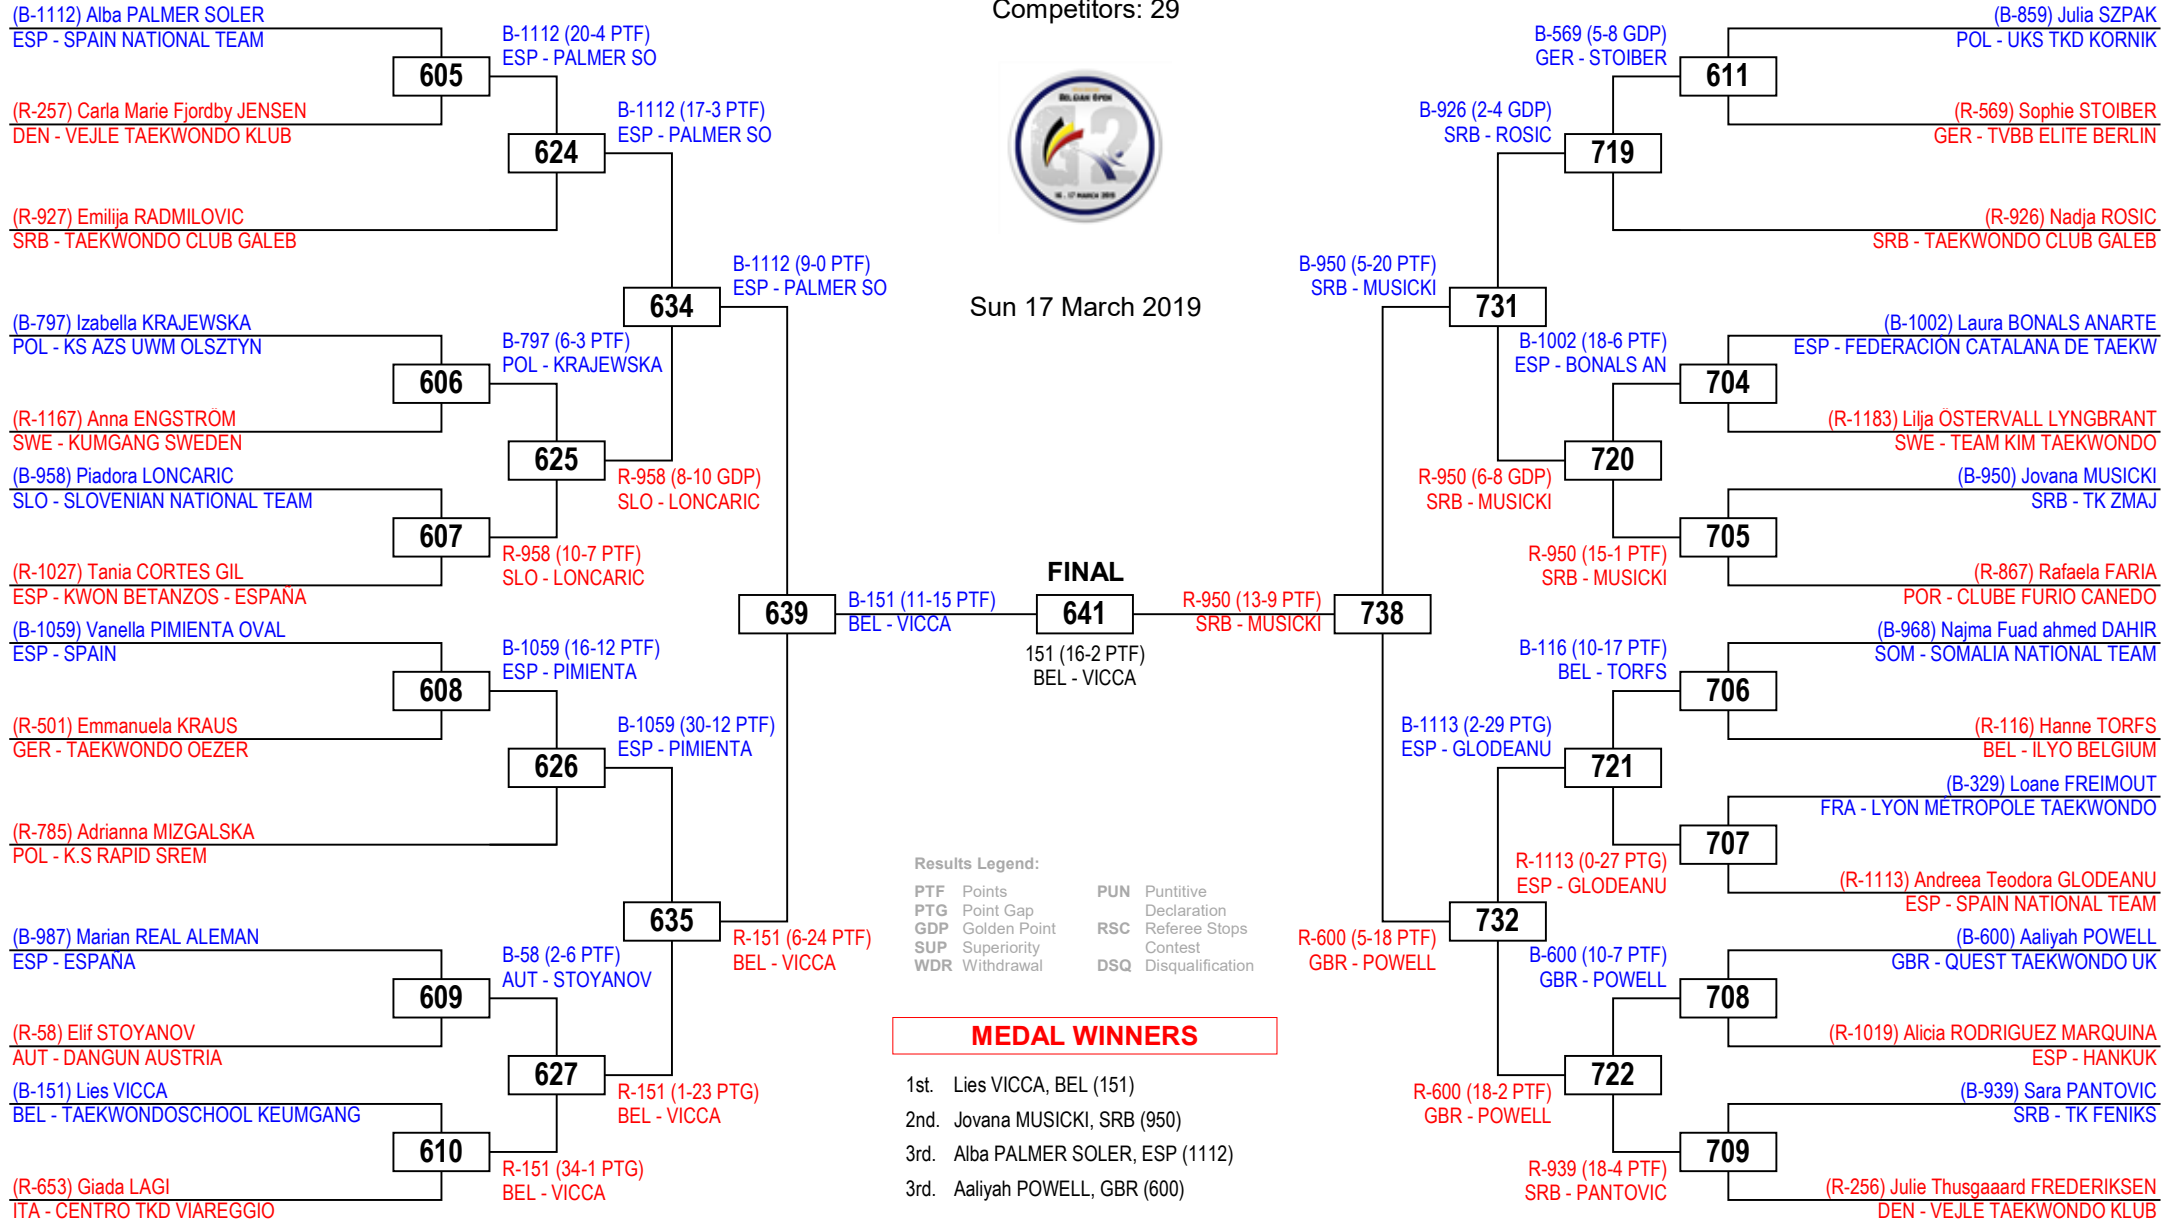 Competitors: 29
BELGIAN OPEN
G2
16 - 17 MARCH 2019
Sun 17 March 2019
(B-1112) Alba PALMER SOLER
ESP - SPAIN NATIONAL TEAM
(R-257) Carla Marie Fjordby JENSEN
DEN - VEJLE TAEKWONDO KLUB
(R-927) Emilija RADMILOVIC
SRB - TAEKWONDO CLUB GALEB
(B-797) Izabella KRAJEWSKA
POL - KS AZS UWM OLSZTYN
(R-1167) Anna ENGSTRÖM
SWE - KUMGANG SWEDEN
(B-958) Piadora LONCARIC
SLO - SLOVENIAN NATIONAL TEAM
(R-1027) Tania CORTES GIL
ESP - KWON BETANZOS - ESPAÑA
(B-1059) Vanella PIMIENTA OVAL
ESP - SPAIN
(R-501) Emmanuela KRAUS
GER - TAEKWONDO OEZER
(R-785) Adrianna MIZGALSKA
POL - K.S RAPID SREM
(B-987) Marian REAL ALEMAN
ESP - ESPAÑA
(R-58) Elif STOYANOV
AUT - DANGUN AUSTRIA
(B-151) Lies VICCA
BEL - TAEKWONDOSCHOOL KEUMGANG
(R-653) Giada LAGI
ITA - CENTRO TKD VIAREGGIO
605
606
607
608
609
610
B-1112 (20-4 PTF)
ESP - PALMER SO
B-797 (6-3 PTF)
POL - KRAJEWSKA
R-958 (10-7 PTF)
SLO - LONCARIC
B-1059 (16-12 PTF)
ESP - PIMIENTA
B-58 (2-6 PTF)
AUT - STOYANOV
R-151 (34-1 PTG)
BEL - VICCA
624
625
626
627
B-1112 (17-3 PTF)
ESP - PALMER SO
R-958 (8-10 GDP)
SLO - LONCARIC
B-1059 (30-12 PTF)
ESP - PIMIENTA
R-151 (1-23 PTG)
BEL - VICCA
634
635
B-1112 (9-0 PTF)
ESP - PALMER SO
R-151 (6-24 PTF)
BEL - VICCA
639
B-151 (11-15 PTF)
BEL - VICCA
FINAL
641
151 (16-2 PTF)
BEL - VICCA
R-950 (13-9 PTF)
SRB - MUSICKI
738
B-950 (5-20 PTF)
SRB - MUSICKI
R-600 (5-18 PTF)
GBR - POWELL
731
732
B-926 (2-4 GDP)
SRB - ROSIC
R-950 (6-8 GDP)
SRB - MUSICKI
B-1113 (2-29 PTG)
ESP - GLODEANU
R-600 (18-2 PTF)
GBR - POWELL
719
720
721
722
B-569 (5-8 GDP)
GER - STOIBER
B-1002 (18-6 PTF)
ESP - BONALS AN
R-950 (15-1 PTF)
SRB - MUSICKI
B-116 (10-17 PTF)
BEL - TORFS
R-1113 (0-27 PTG)
ESP - GLODEANU
B-600 (10-7 PTF)
GBR - POWELL
R-939 (18-4 PTF)
SRB - PANTOVIC
611
704
705
706
707
708
709
(B-859) Julia SZPAK
POL - UKS TKD KORNIK
(R-569) Sophie STOIBER
GER - TVBB ELITE BERLIN
(R-926) Nadja ROSIC
SRB - TAEKWONDO CLUB GALEB
(B-1002) Laura BONALS ANARTE
ESP - FEDERACIÓN CATALANA DE TAEKW
(R-1183) Lilja ÖSTERVALL LYNGBRANT
SWE - TEAM KIM TAEKWONDO
(B-950) Jovana MUSICKI
SRB - TK ZMAJ
(R-867) Rafaela FARIA
POR - CLUBE FURIO CANEDO
(B-968) Najma Fuad ahmed DAHIR
SOM - SOMALIA NATIONAL TEAM
(R-116) Hanne TORFS
BEL - ILYO BELGIUM
(B-329) Loane FREIMOUT
FRA - LYON MÉTROPOLE TAEKWONDO
(R-1113) Andreea Teodora GLODEANU
ESP - SPAIN NATIONAL TEAM
(B-600) Aaliyah POWELL
GBR - QUEST TAEKWONDO UK
(R-1019) Alicia RODRIGUEZ MARQUINA
ESP - HANKUK
(B-939) Sara PANTOVIC
SRB - TK FENIKS
(R-256) Julie Thusgaaard FREDERIKSEN
DEN - VEJLE TAEKWONDO KLUB
Results Legend:
PTF Points
PTG Point Gap
GDP Golden Point
SUP Superiority
WDR Withdrawal
PUN Puntitive
Declaration
RSC Referee Stops
Contest
DSQ Disqualification
MEDAL WINNERS
1st. Lies VICCA, BEL (151)
2nd. Jovana MUSICKI, SRB (950)
3rd. Alba PALMER SOLER, ESP (1112)
3rd. Aaliyah POWELL, GBR (600)